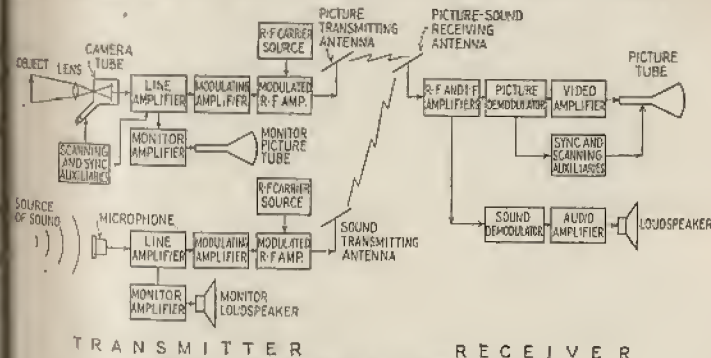 OBJECT
LENS
CAMERA
TUBE
LINE
AMPLIFIER
MODULATING
AMPLIFIER
R·F CARRIER
SOURCE
MODULATED
R·F AMP.
PICTURE
TRANSMITTING
ANTENNA
PICTURE-SOUND
RECEIVING
ANTENNA
R·F AND I·F
AMPLIFIERS
PICTURE
DEMODULATOR
VIDEO
AMPLIFIER
PICTURE
TUBE
SCANNING
AND SYNC
AUXILIARIES
MONITOR
AMPLIFIER
MONITOR
PICTURE
TUBE
SYNC AND
SCANNING
AUXILIARIES
SOURCE
OF SOUND
MICROPHONE
LINE
AMPLIFIER
MODULATING
AMPLIFIER
R·F CARRIER
SOURCE
MODULATED
R·F AMP.
SOUND
TRANSMITTING
ANTENNA
SOUND
DEMODULATOR
AUDIO
AMPLIFIER
LOUDSPEAKER
MONITOR
AMPLIFIER
MONITOR
LOUDSPEAKER
TRANSMITTER
RECEIVER